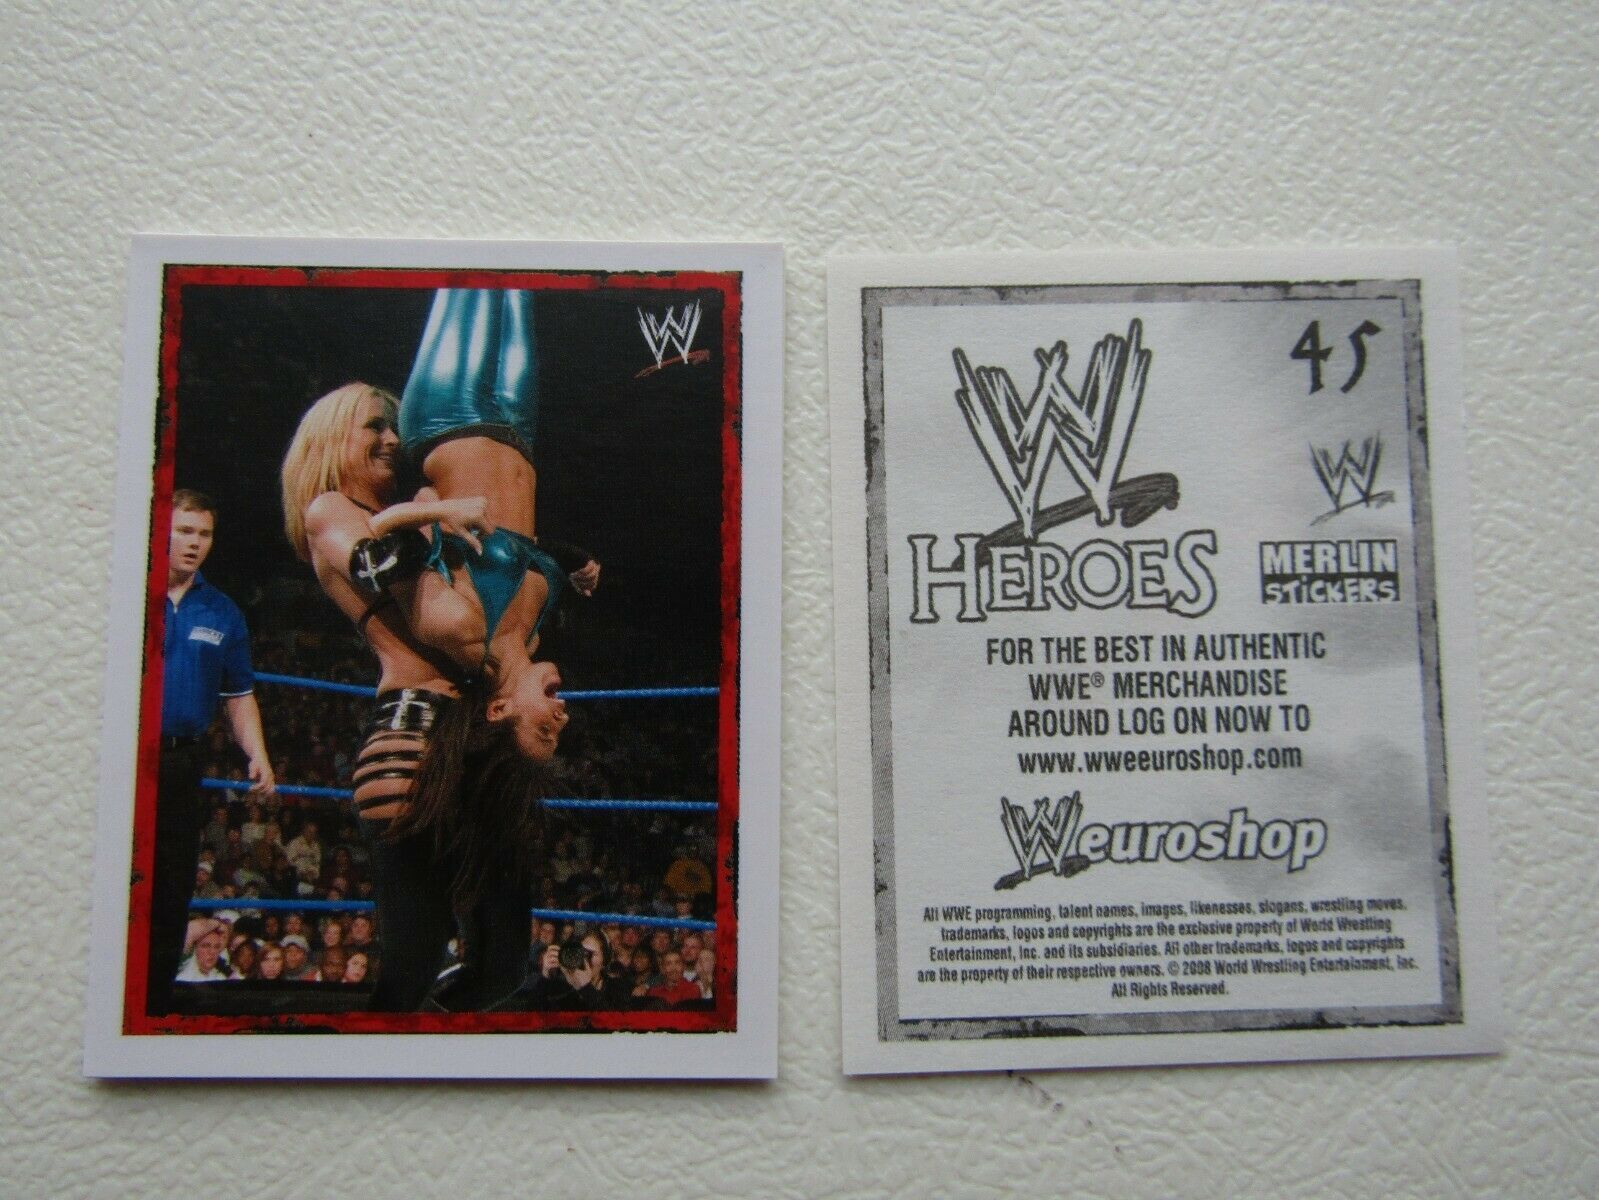 W
45
W
W
HEROES
MERLIN
STICKERS
FOR THE BEST IN AUTHENTIC
WWE® MERCHANDISE
AROUND LOG ON NOW TO
www.wweeuroshop.com
Weuroshop
All WWE programming, talent names, images, likenesses, slogans, wrestling moves,
trademarks, logos and copyrights are the exclusive property of World Wrestling
Entertainment, Inc. and its subsidiaries. All other trademarks, logos and copyrights
are the property of their respective owners. © 2008 World Wrestling Entertainment, Inc.
All Rights Reserved.